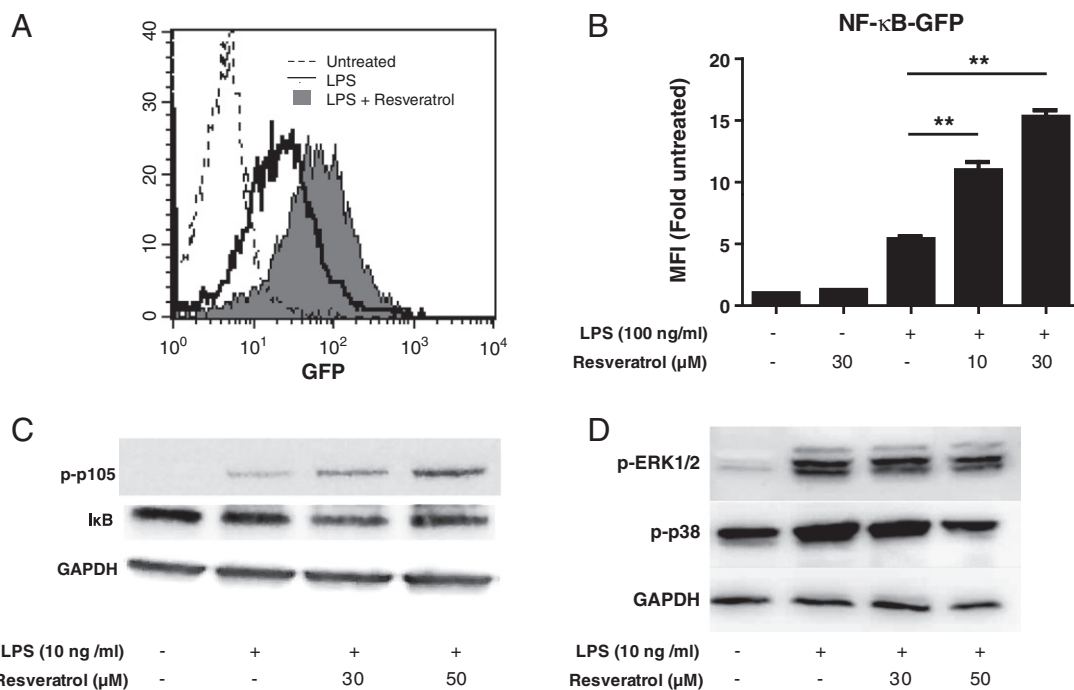 A
40
30
20
10
0
Untreated
LPS
LPS + Resveratrol
10^0 10^1 10^2 10^3 10^4
GFP
B
NF-κB-GFP
20
15
10
5
0
MFI (Fold untreated)
**
**
LPS (100 ng/ml) - - + + +
Resveratrol (µM) - 30 - 10 30
C
p-p105
IκB
GAPDH
LPS (10 ng /ml) - + + +
Resveratrol (µM) - - 30 50
D
p-ERK1/2
p-p38
GAPDH
LPS (10 ng /ml) - + + +
Resveratrol (µM) - - 30 50